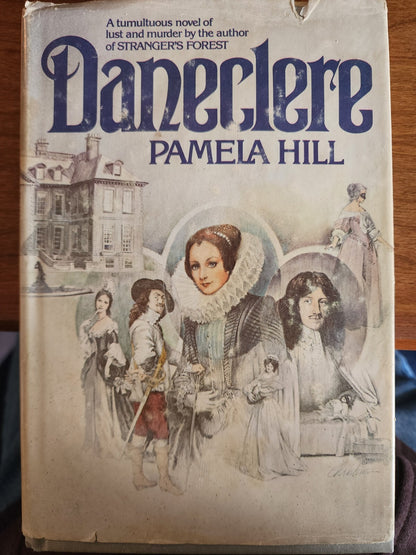 A tumultuous novel of
lust and murder by the author
of STRANGER'S FOREST
Daneclere
PAMELA HILL